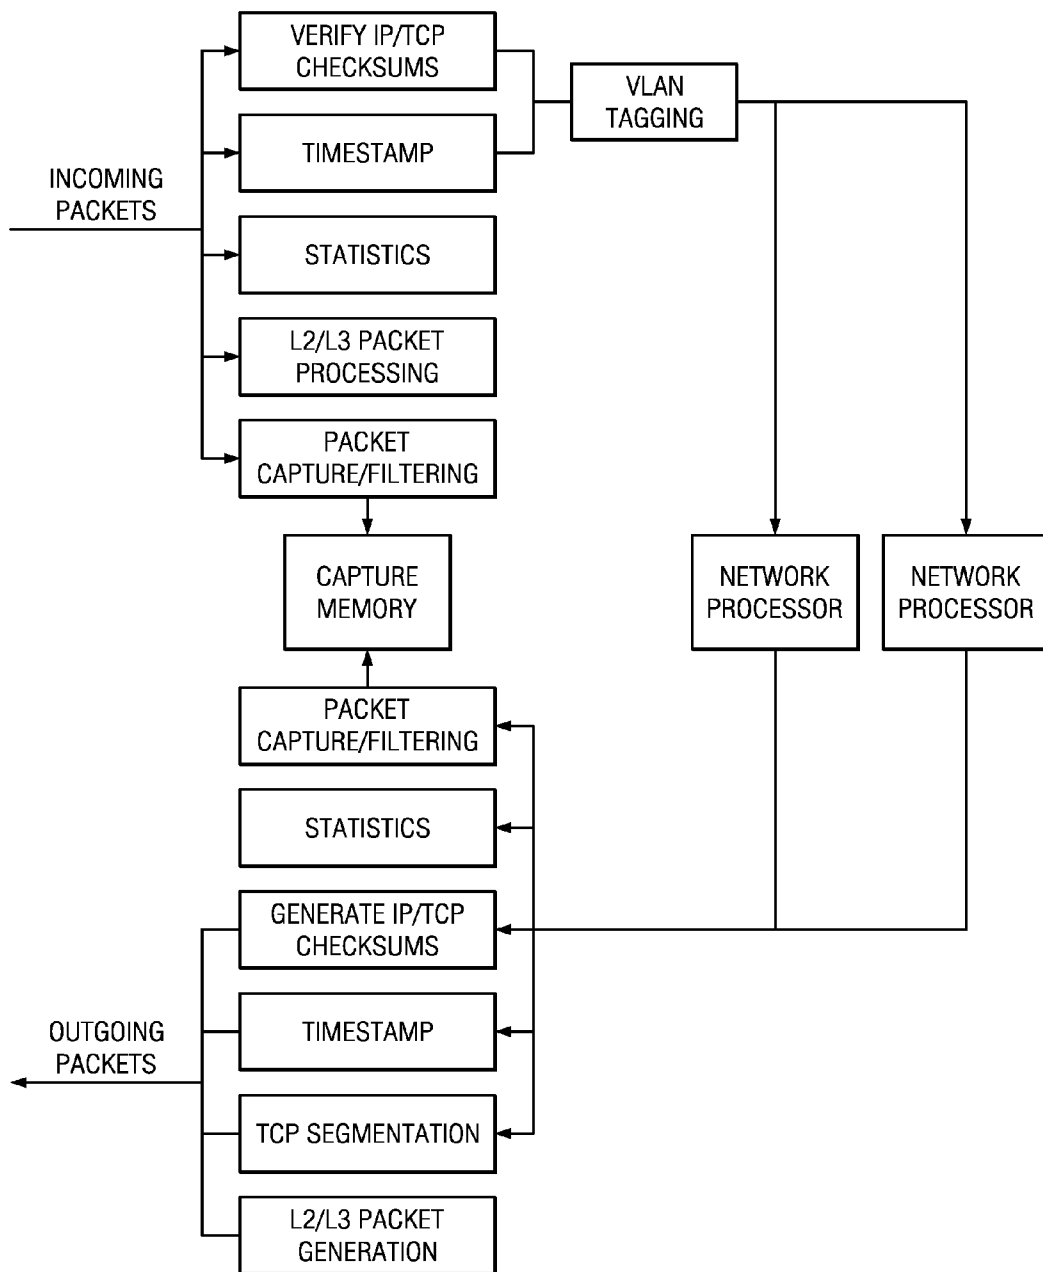 VERIFY IP/TCP
CHECKSUMS
VLAN
TAGGING
TIMESTAMP
INCOMING
PACKETS
STATISTICS
L2/L3 PACKET
PROCESSING
PACKET
CAPTURE/FILTERING
CAPTURE
MEMORY
NETWORK
PROCESSOR
NETWORK
PROCESSOR
PACKET
CAPTURE/FILTERING
STATISTICS
GENERATE IP/TCP
CHECKSUMS
TIMESTAMP
OUTGOING
PACKETS
TCP SEGMENTATION
L2/L3 PACKET
GENERATION